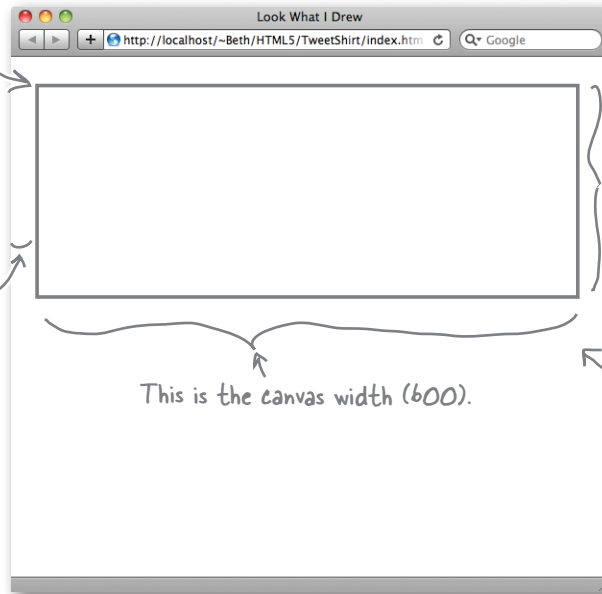 Look What I Drew
http://localhost/~Beth/HTML5/TweetShirt/index.htm
Google
This is the canvas width (600).